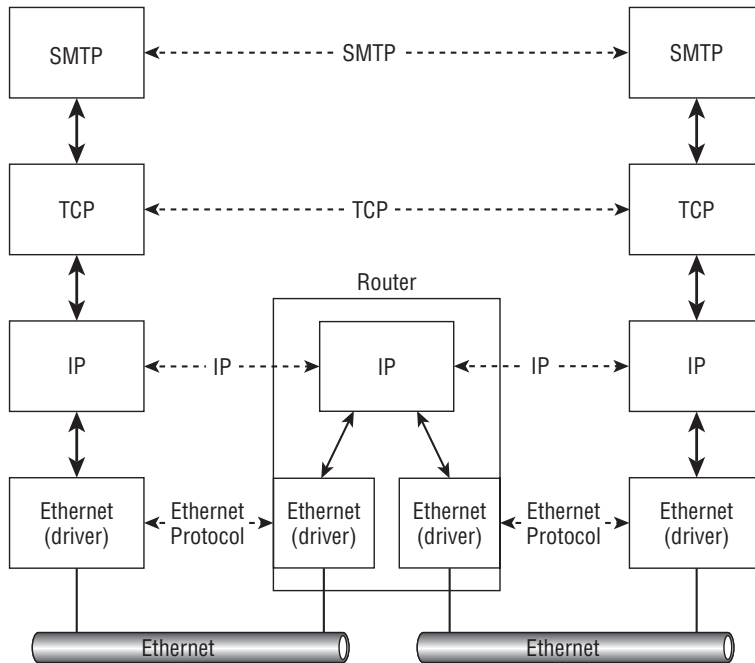 SMTP
SMTP
SMTP
TCP
TCP
TCP
Router
IP
IP
IP
IP
IP
Ethernet
(driver)
Ethernet
Protocol
Ethernet
(driver)
Ethernet
(driver)
Ethernet
Protocol
Ethernet
(driver)
Ethernet
Ethernet